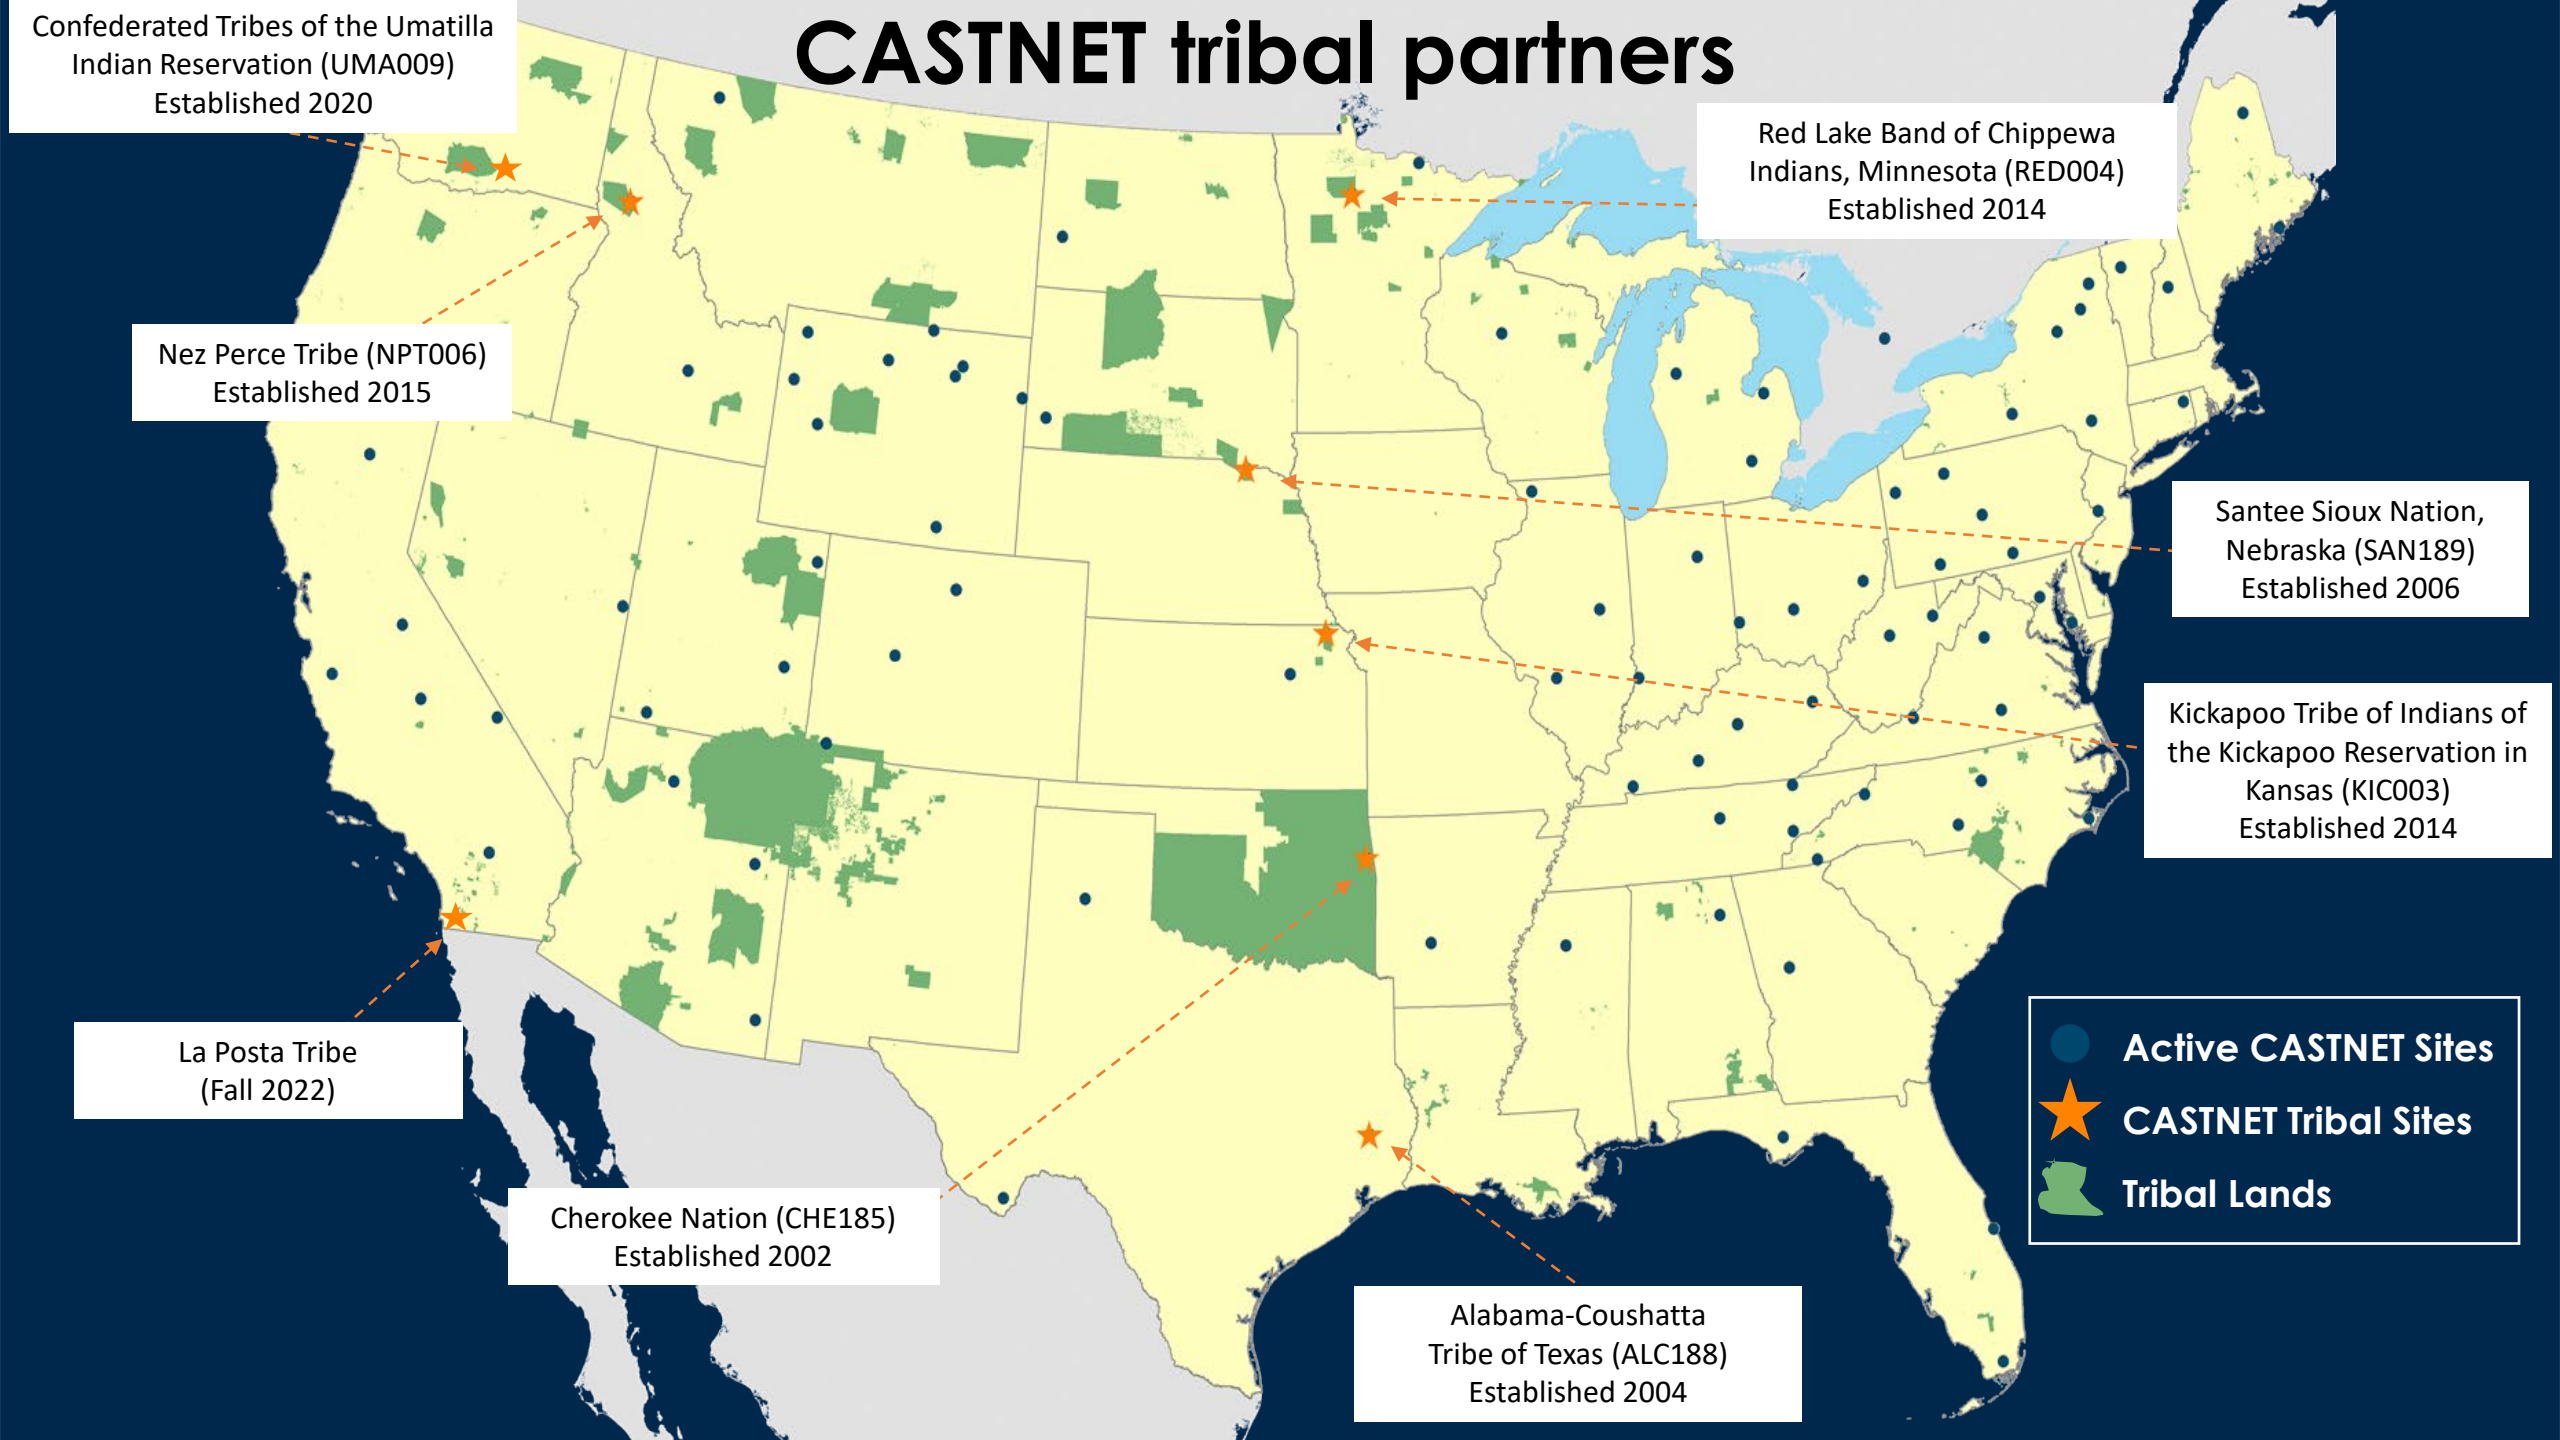 CASTNET tribal partners
Confederated Tribes of the Umatilla
Indian Reservation (UMA009)
Established 2020
Red Lake Band of Chippewa
Indians, Minnesota (RED004)
Established 2014
Nez Perce Tribe (NPT006)
Established 2015
Santee Sioux Nation,
Nebraska (SAN189)
Established 2006
Kickapoo Tribe of Indians of
the Kickapoo Reservation in
Kansas (KIC003)
Established 2014
La Posta Tribe
(Fall 2022)
Cherokee Nation (CHE185)
Established 2002
Alabama-Coushatta
Tribe of Texas (ALC188)
Established 2004
Active CASTNET Sites
CASTNET Tribal Sites
Tribal Lands